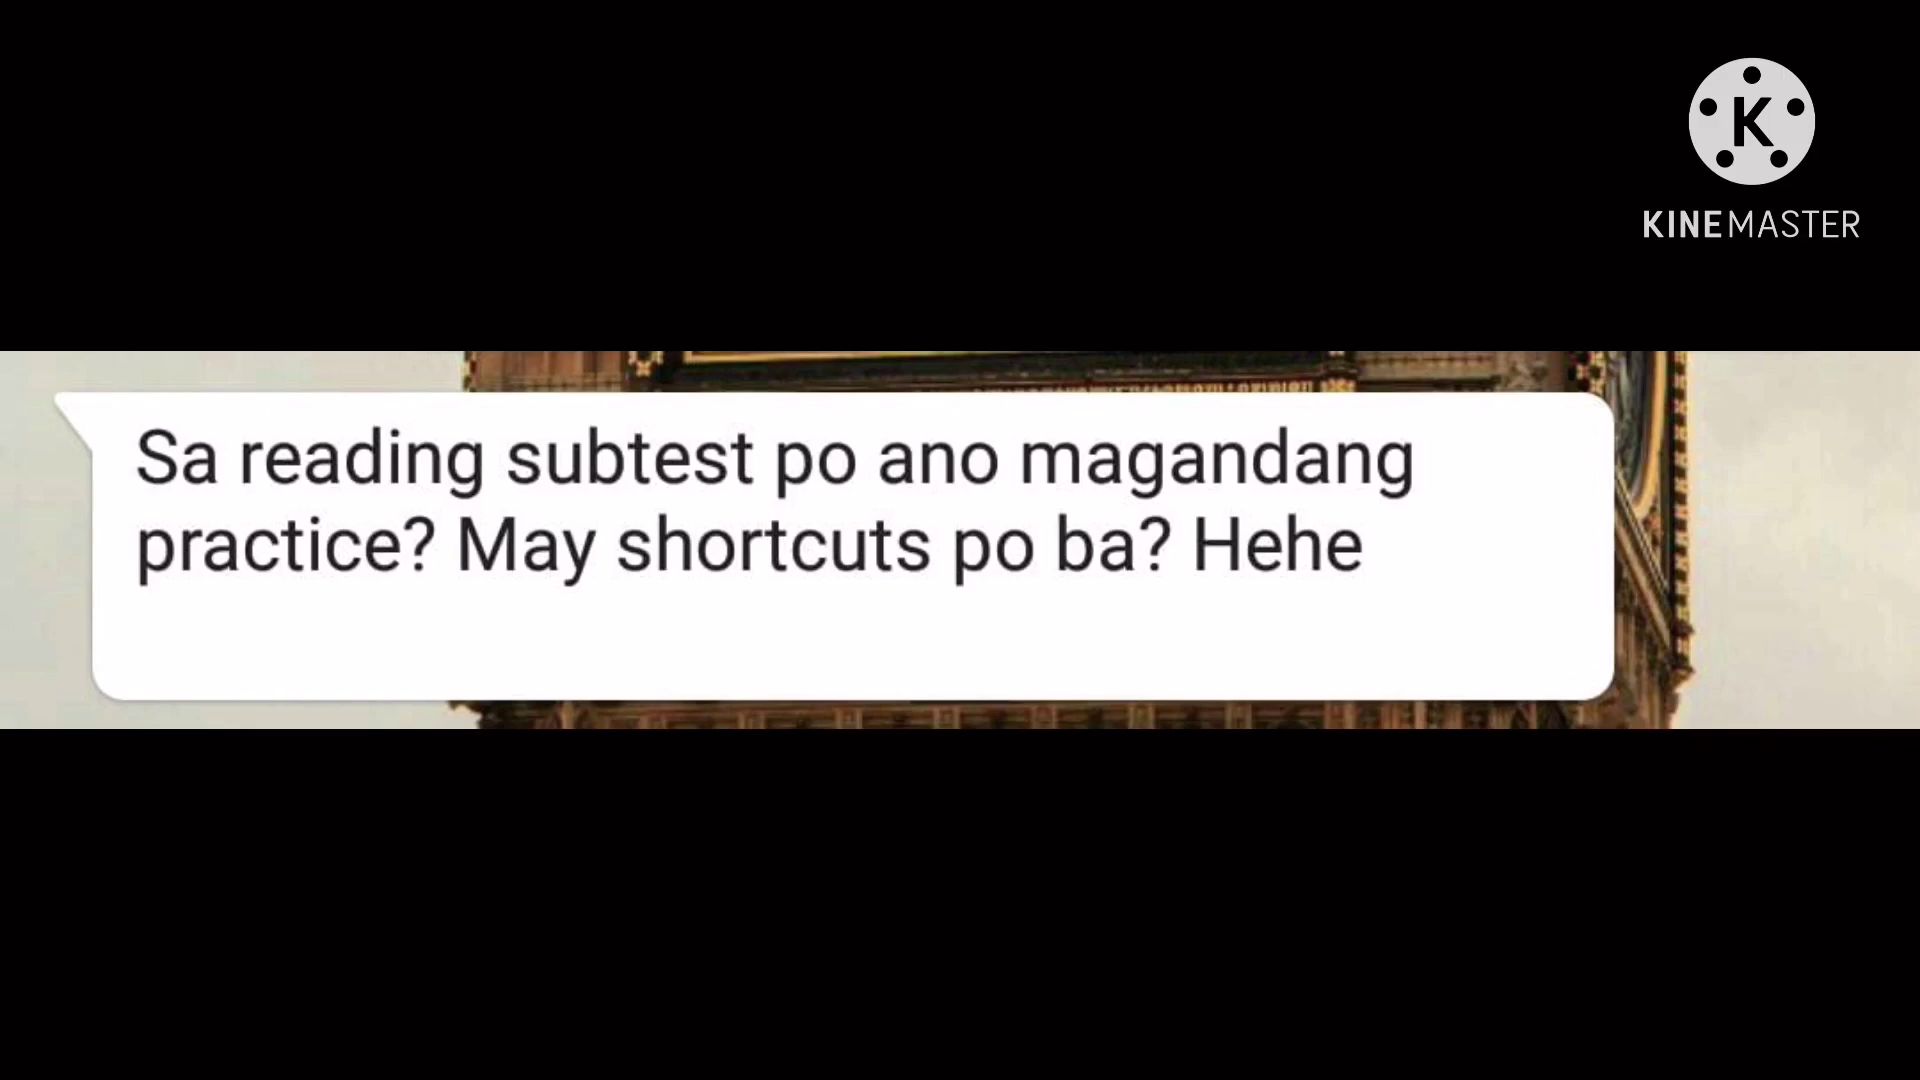 K
KINEMASTER
Sa reading subtest po ano magandang
practice? May shortcuts po ba? Hehe